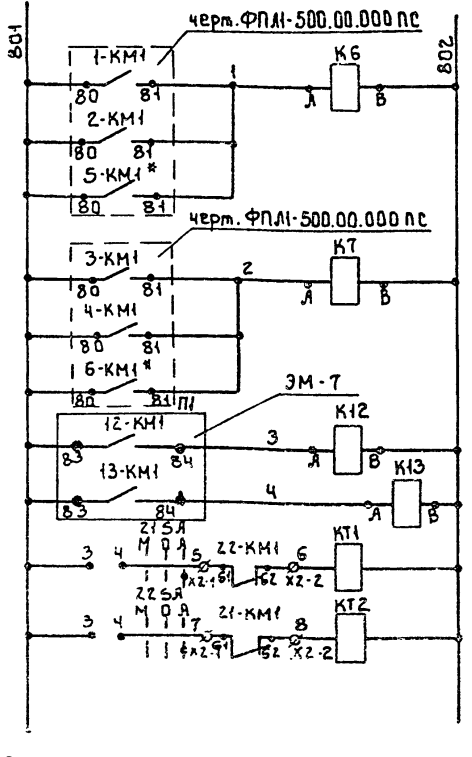 черт. ФПЛ1-500.00.000 ПС
801
802
1-КМ1
К6
80 81
1
А В
2-КМ1
80 81
5-КМ1*
80 81
черт. ФПЛ1-500.00.000 ПС
3-КМ1
К7
80 81
2
А В
4-КМ1
80 81
6-КМ1*
80 81
П1
ЭМ-7
12-КМ1
К12
83 84
3
А В
13-КМ1
К13
83 84
4
А В
21SA
М О А
3 4
5
22-КМ1
6
КТ1
X2-1 61 62 X2-2
22SA
М О А
3 4
7
21-КМ1
8
КТ2
X2-1 61 62 X2-2